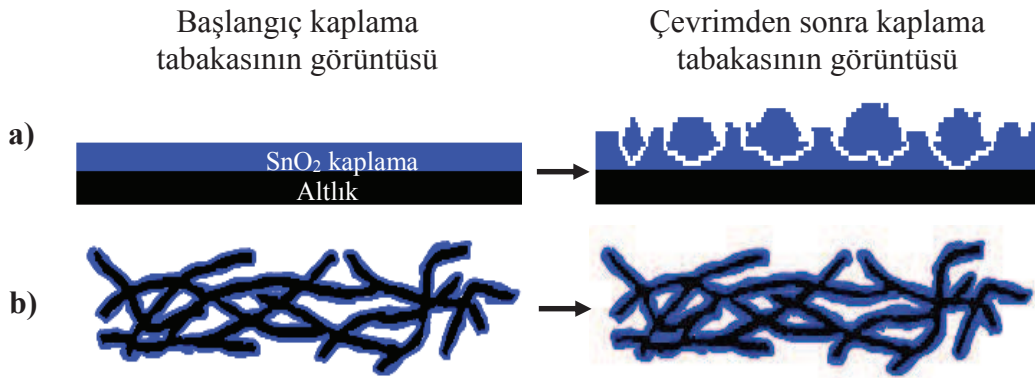 Başlangıç kaplama
tabakasının görüntüsü
Çevrimden sonra kaplama
tabakasının görüntüsü
a)
SnO₂ kaplama
Altlık
b)